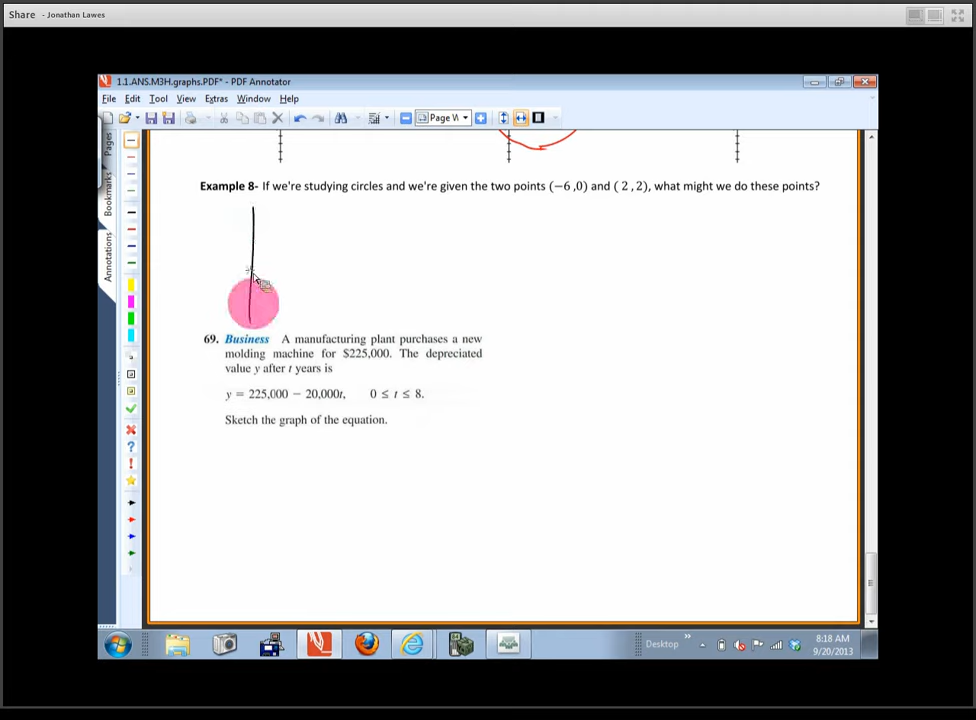 Share - Jonathan Lawes
1.1.ANS.M3H.graphs.PDF* - PDF Annotator
File Edit Tool View Extras Window Help
Page W
Pages
Bookmarks
Annotations
Example 8- If we're studying circles and we're given the two points (−6 ,0) and ( 2 , 2), what might we do these points?
69. Business A manufacturing plant purchases a new
molding machine for $225,000. The depreciated
value y after t years is
y = 225,000 − 20,000t, 0 ≤ t ≤ 8.
Sketch the graph of the equation.
Desktop
8:18 AM
9/20/2013